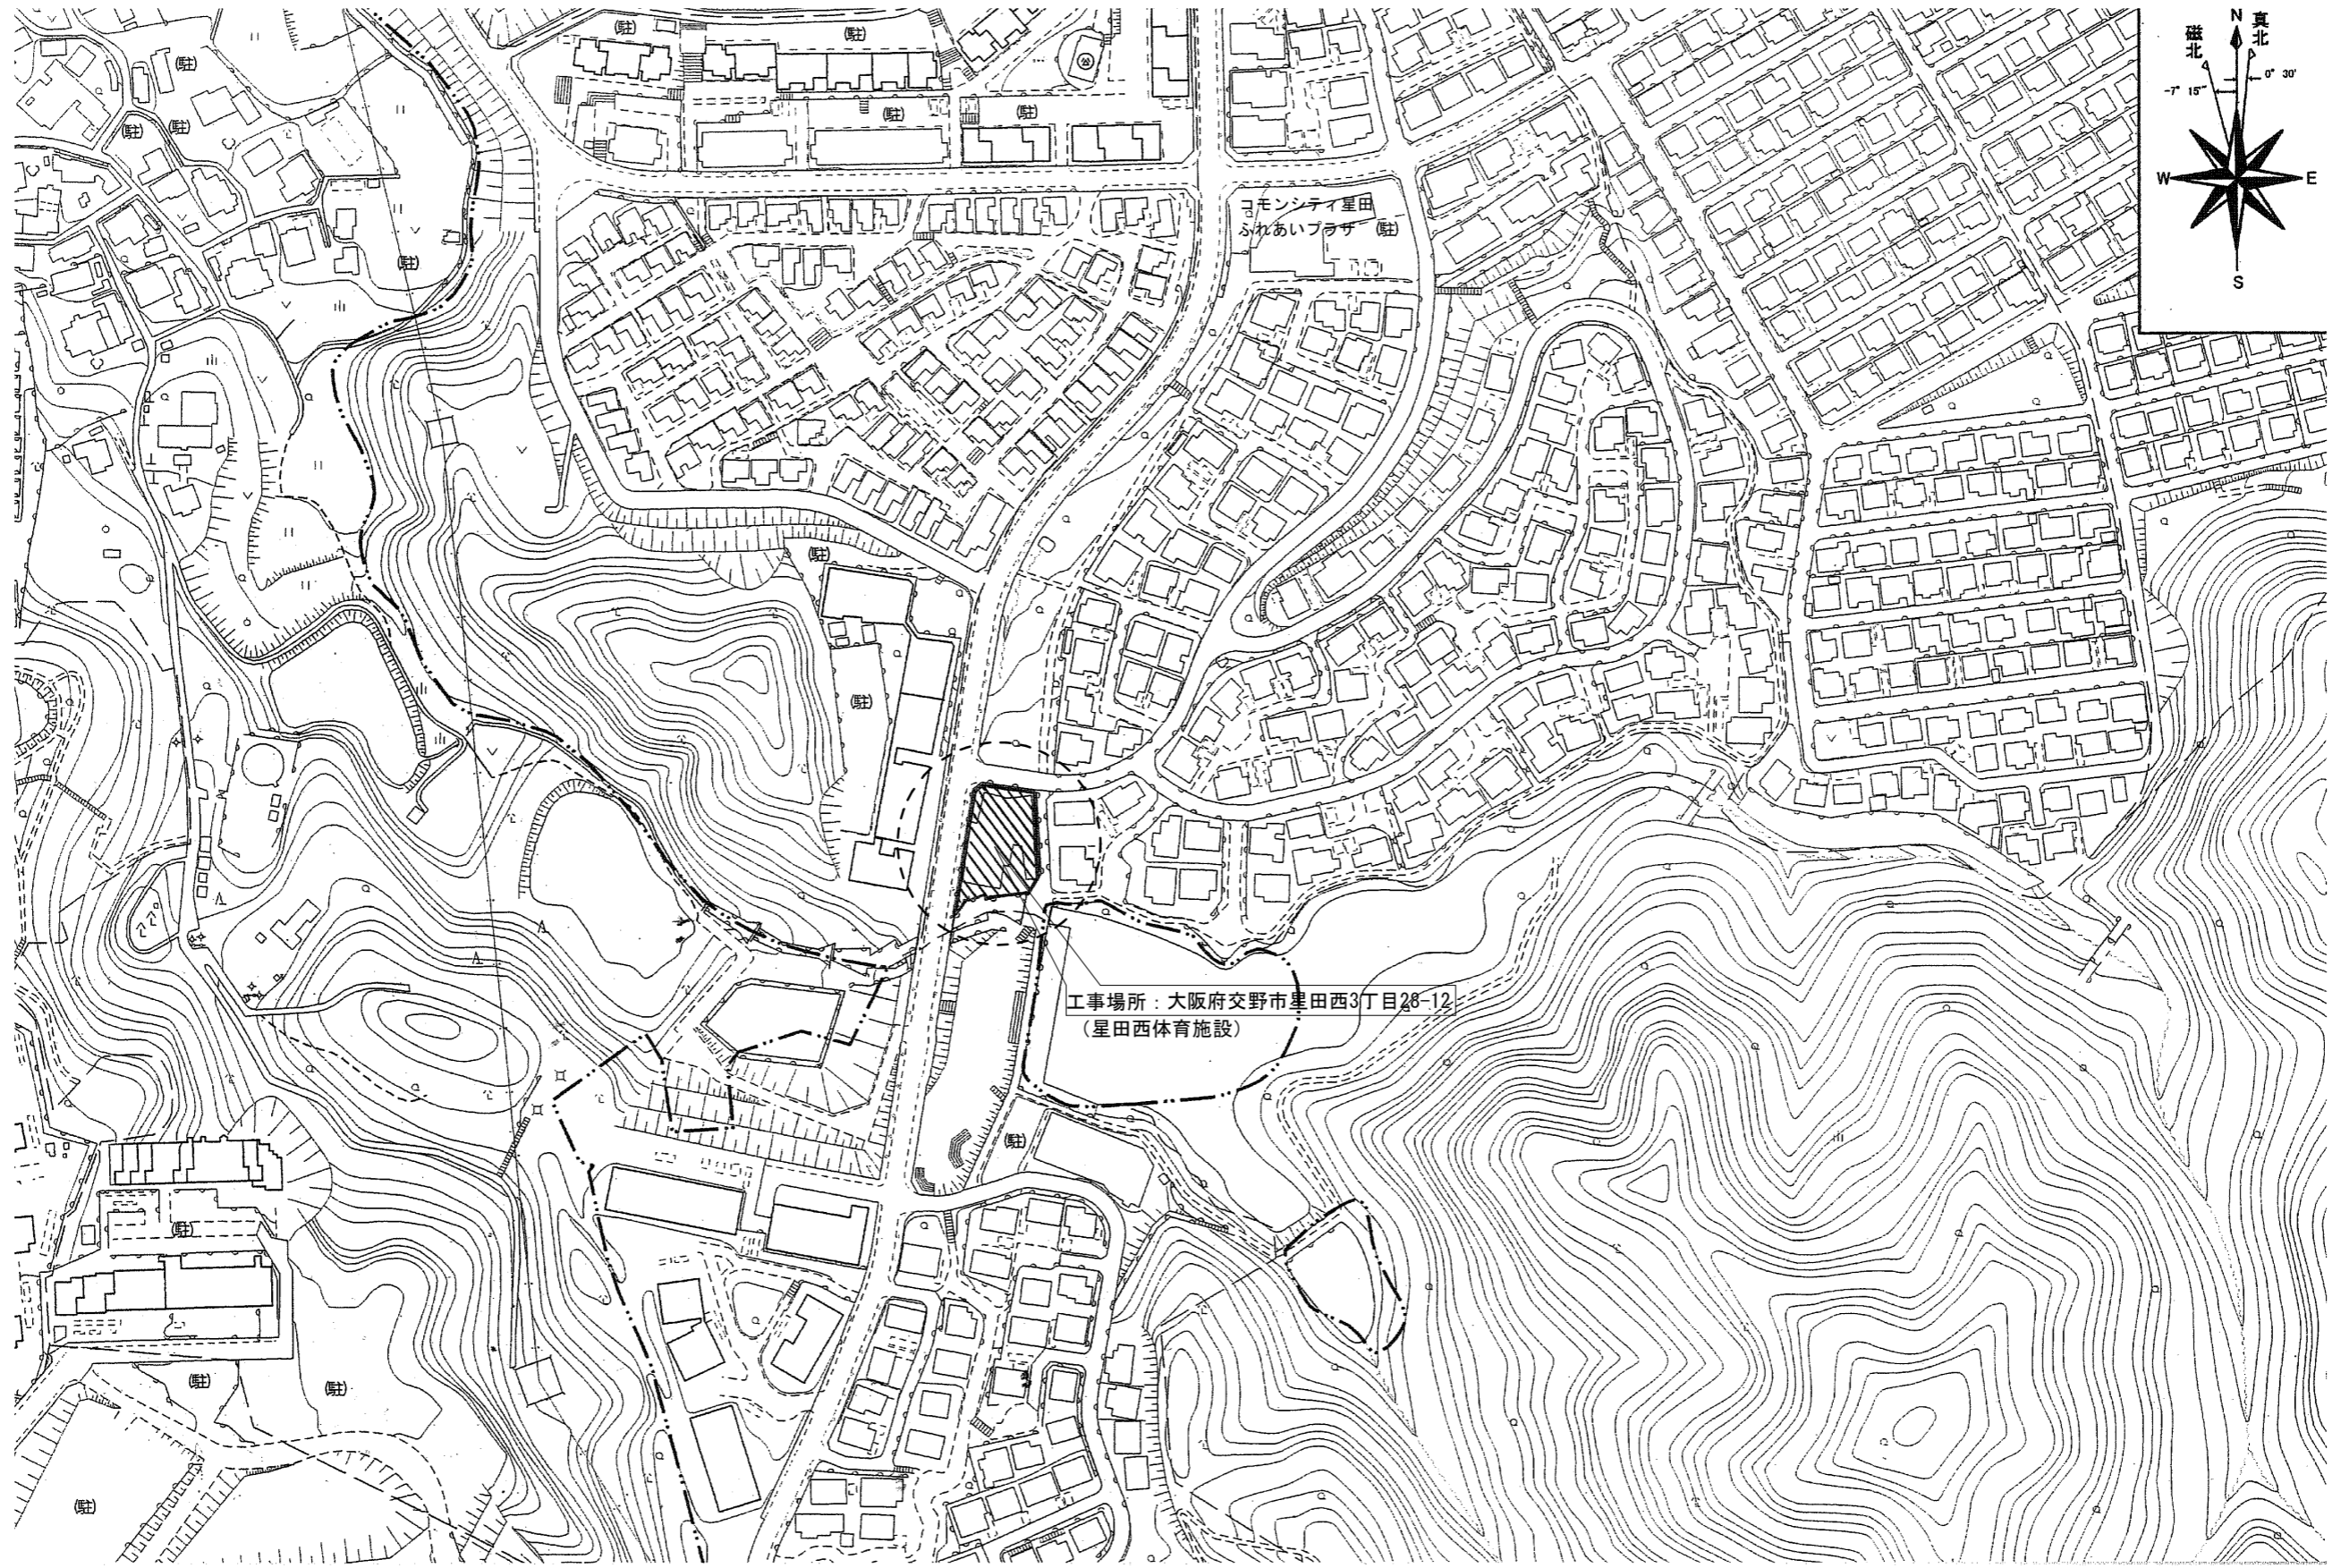 (駐)
(駐)
(駐)
(駐)
(駐)
(駐)
(駐)
(駐)
公
コモンシティ星田
ふれあいプラザ (駐)
N
真北
磁北
0° 30′
-7° 15′
W
E
S
(駐)
(駐)
工事場所:大阪府交野市星田西3丁目28-12
(星田西体育施設)
(駐)
(駐)
(駐)
(駐)
(駐)